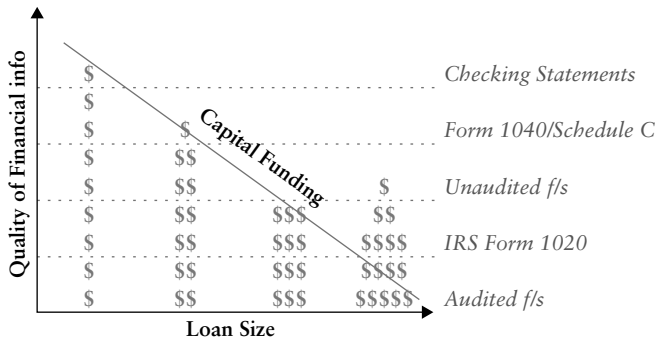 Quality of Financial info
$ Checking Statements
$
$ $ Form 1040/Schedule C
Capital Funding
$ $$
$ $$ $ Unaudited f/s
$ $$ $$$ $$
$ $$ $$$ $$$$ IRS Form 1020
$ $$ $$$ $$$$
$ $$ $$$ $$$$$ Audited f/s
Loan Size